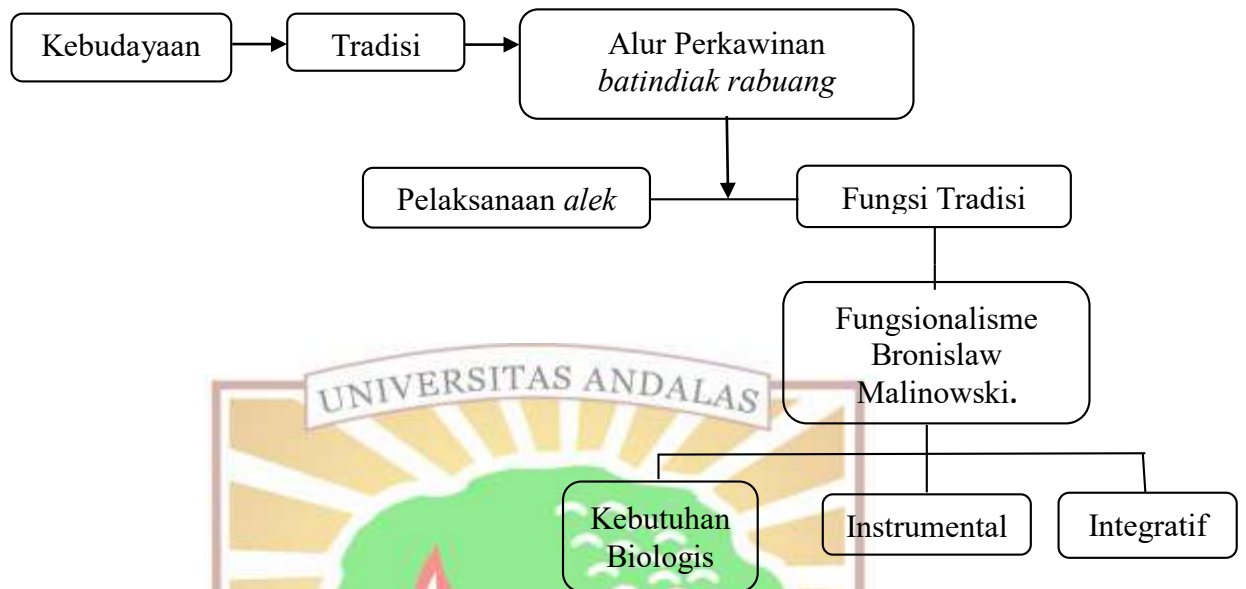 Kebudayaan
Tradisi
Alur Perkawinan
batindiak rabuang
Pelaksanaan alek
Fungsi Tradisi
Fungsionalisme
Bronislaw
Malinowski.
UNIVERSITAS ANDALAS
Kebutuhan
Biologis
Instrumental
Integratif